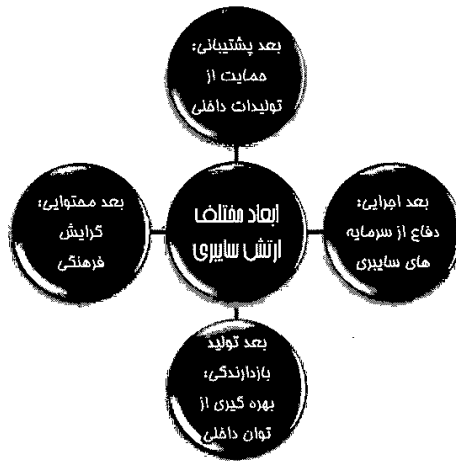 بعد پشتیبانی:
حمایت از
تولیدات داخلی
بعد اجرایی:
دفاع از سرمایه
های سایبری
ابعاد مختلف
ارتش سایبری
بعد محتوایی:
گرایش
فرهنگی
بعد تولید
بازدارندگی:
بهره گیری از
توان داخلی